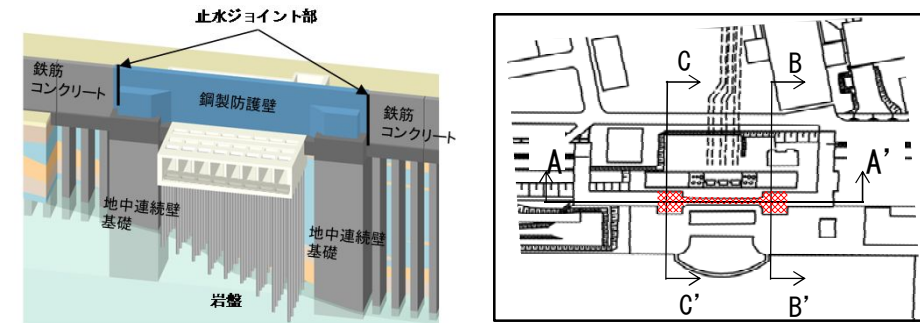 止水ジョイント部
鉄筋
コンクリート
鋼製防護壁
鉄筋
コンクリート
地中連続壁
基礎
地中連続壁
基礎
岩盤
C
B
A
A'
C'
B'